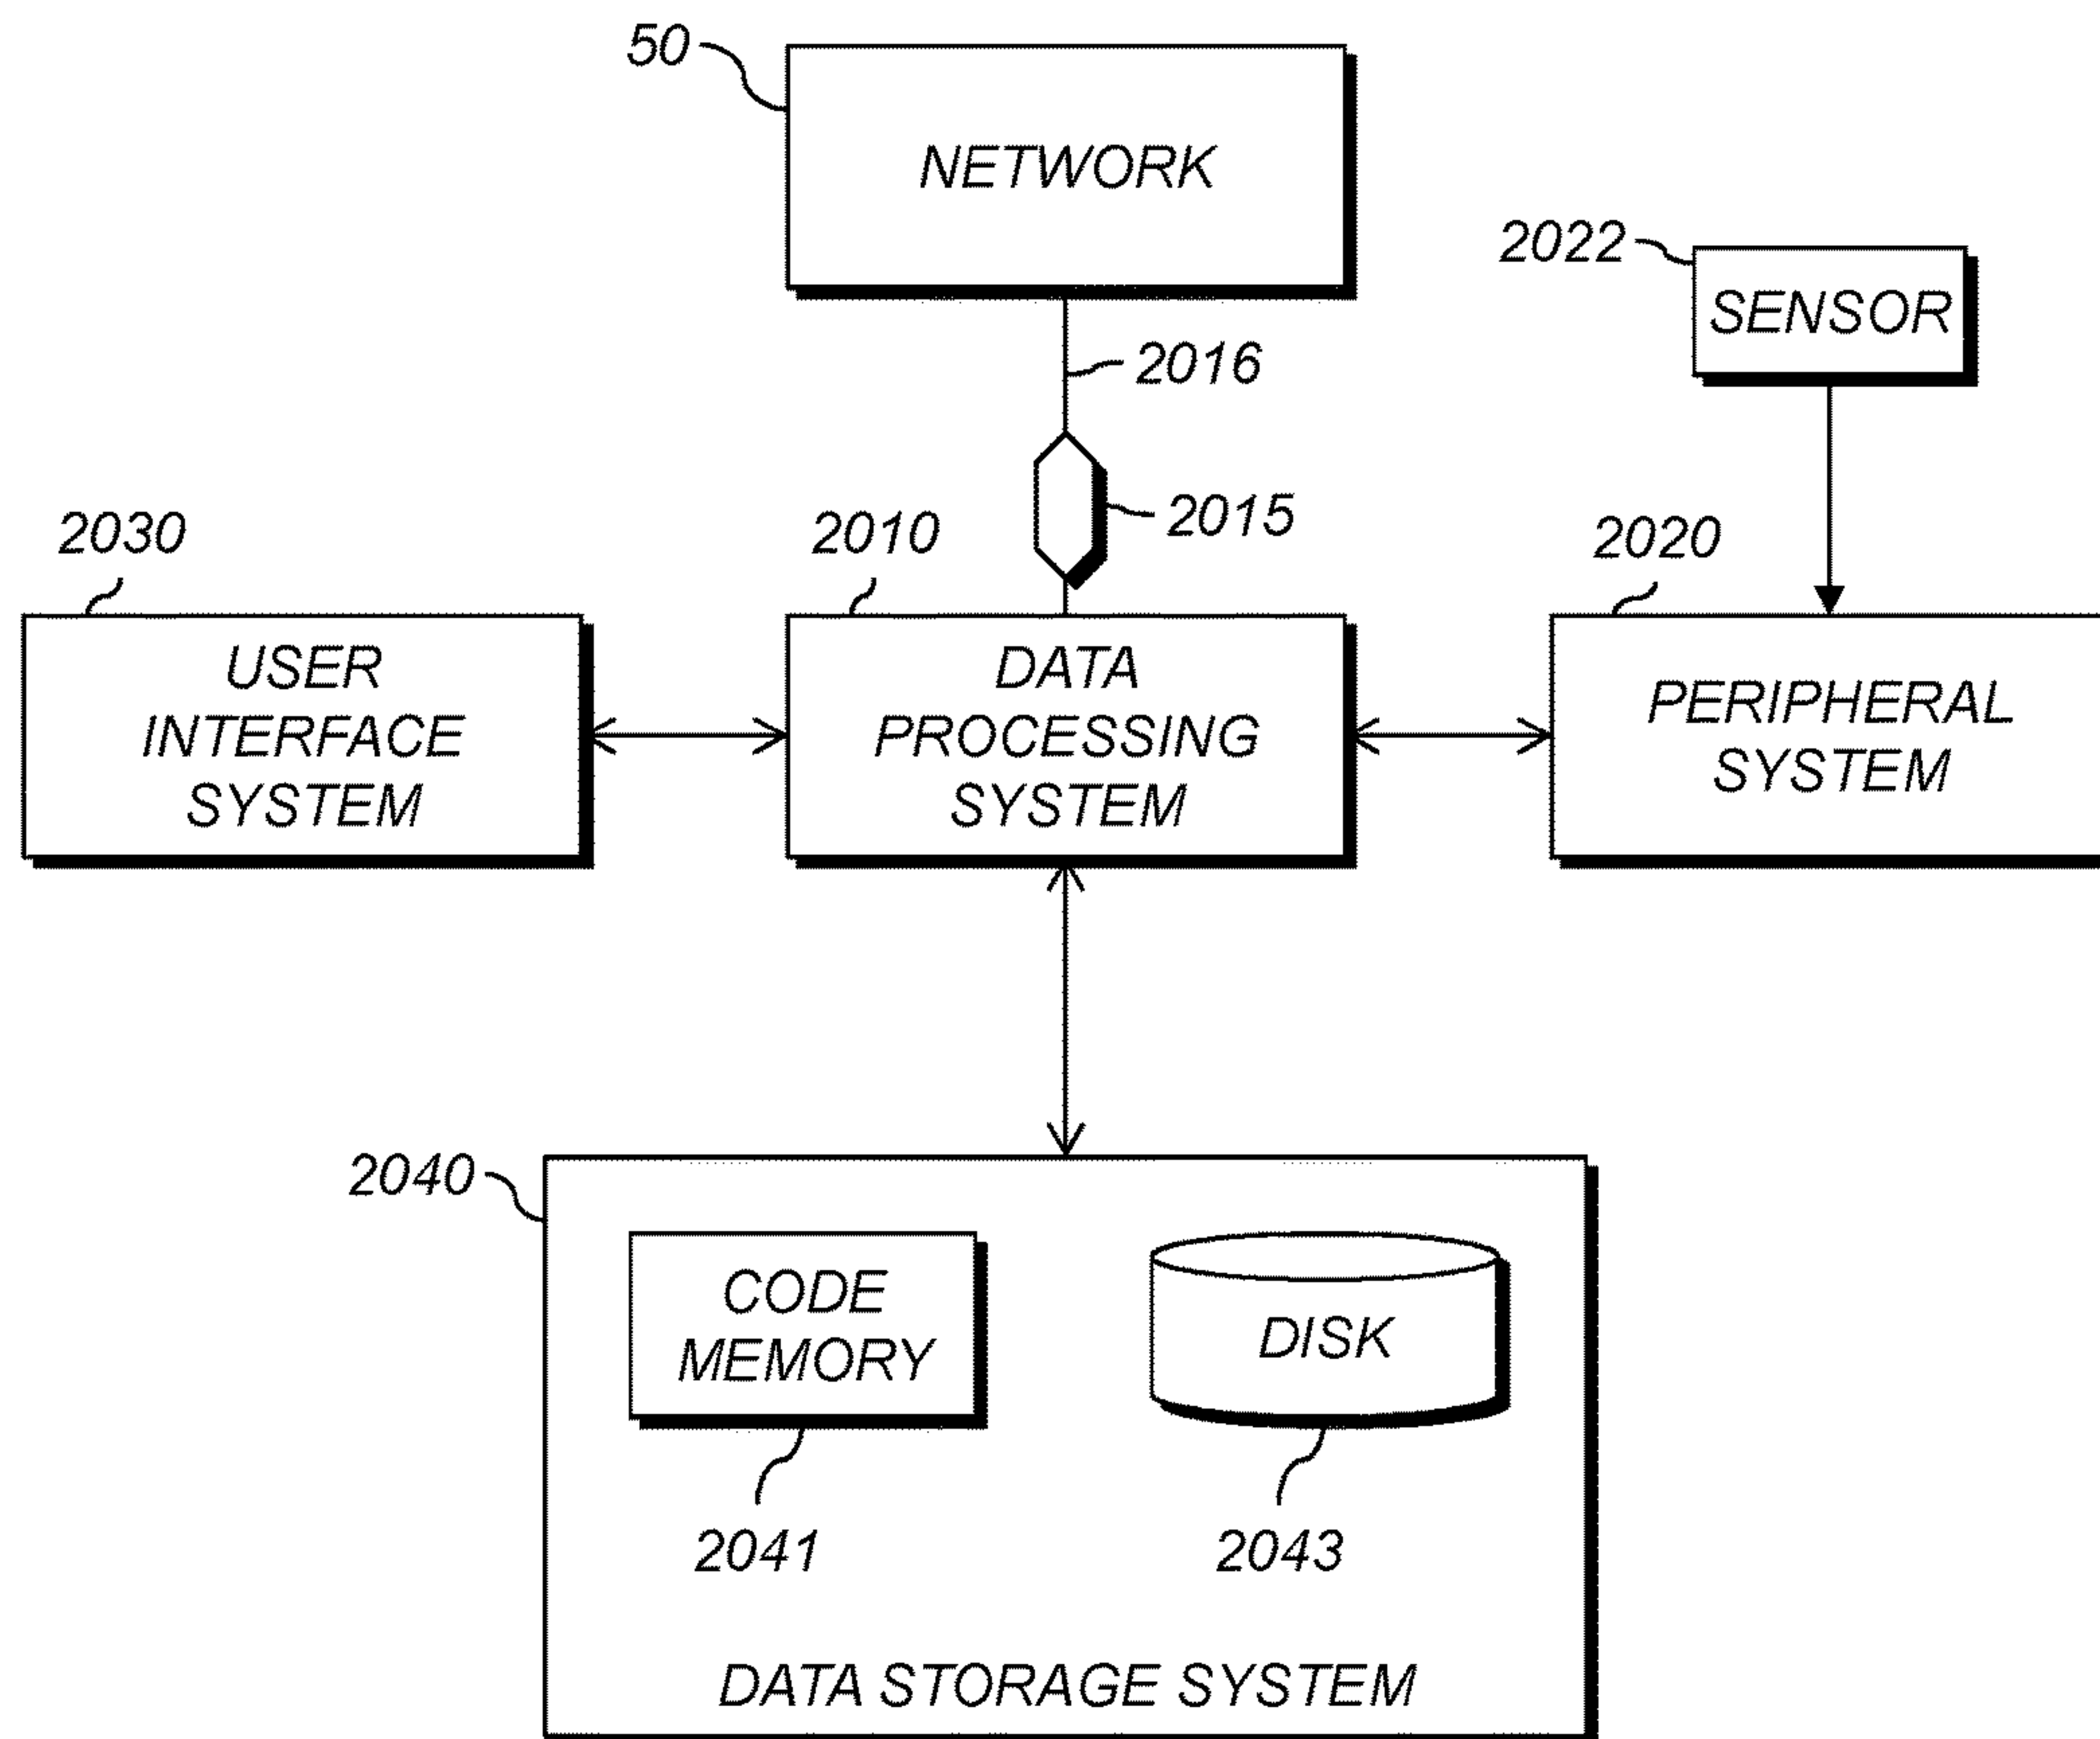 50
NETWORK
2022
SENSOR
2016
2015
2030
2010
2020
USER
INTERFACE
SYSTEM
DATA
PROCESSING
SYSTEM
PERIPHERAL
SYSTEM
2040
CODE
MEMORY
DISK
2041
2043
DATA STORAGE SYSTEM